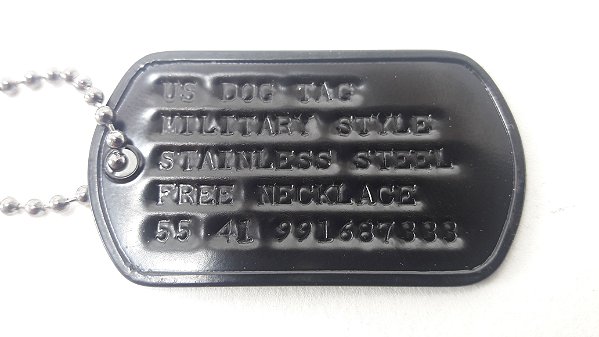 US DOG TAG
MILITARY STYLE
STAINLESS STEEL
FREE NECKLACE
55 41 991687333